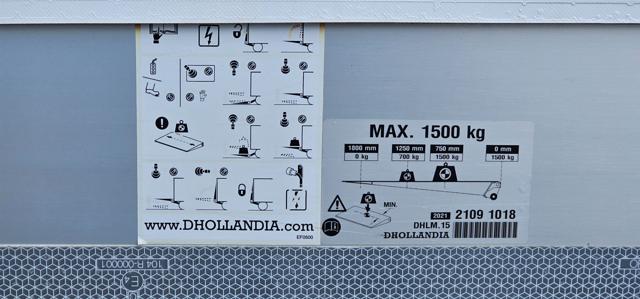 www.DHOLLANDIA.com
EF0600
MAX. 1500 kg
1800 mm 1250 mm 750 mm 0 mm
0 kg 700 kg 1500 kg 1500 kg
MIN.
2021 2109 1018
DHLM.15
DHOLLANDIA